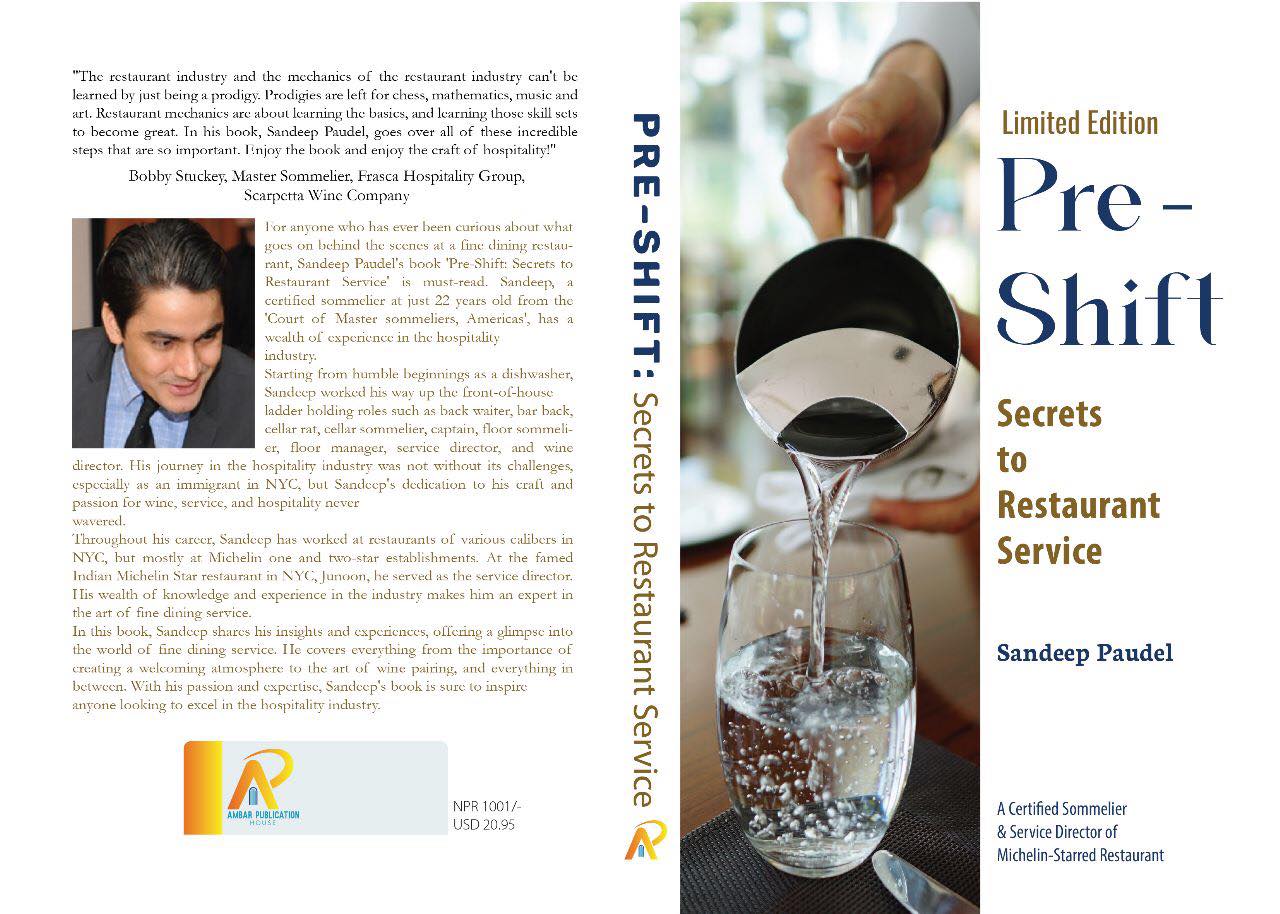 "The restaurant industry and the mechanics of the restaurant industry can't be
learned by just being a prodigy. Prodigies are left for chess, mathematics, music and
art. Restaurant mechanics are about learning the basics, and learning those skill sets
to become great. In his book, Sandeep Paudel, goes over all of these incredible
steps that are so important. Enjoy the book and enjoy the craft of hospitality!"
Bobby Stuckey, Master Sommelier, Frasca Hospitality Group,
Scarpetta Wine Company
For anyone who has ever been curious about what
goes on behind the scenes at a fine dining restau-
rant, Sandeep Paudel's book 'Pre-Shift: Secrets to
Restaurant Service' is must-read. Sandeep, a
certified sommelier at just 22 years old from the
'Court of Master sommeliers, Americas', has a
wealth of experience in the hospitality
industry.
Starting from humble beginnings as a dishwasher,
Sandeep worked his way up the front-of-house
ladder holding roles such as back waiter, bar back,
cellar rat, cellar sommelier, captain, floor sommeli-
er, floor manager, service director, and wine
director. His journey in the hospitality industry was not without its challenges,
especially as an immigrant in NYC, but Sandeep's dedication to his craft and
passion for wine, service, and hospitality never
wavered.
Throughout his career, Sandeep has worked at restaurants of various calibers in
NYC, but mostly at Michelin one and two-star establishments. At the famed
Indian Michelin Star restaurant in NYC, Junoon, he served as the service director.
His wealth of knowledge and experience in the industry makes him an expert in
the art of fine dining service.
In this book, Sandeep shares his insights and experiences, offering a glimpse into
the world of fine dining service. He covers everything from the importance of
creating a welcoming atmosphere to the art of wine pairing, and everything in
between. With his passion and expertise, Sandeep's book is sure to inspire
anyone looking to excel in the hospitality industry.
AMBAR PUBLICATION
HOUSE
NPR 1001/-
USD 20.95
PRE-SHIFT: Secrets to Restaurant Service
Limited Edition
Pre -
Shift
Secrets
to
Restaurant
Service
Sandeep Paudel
A Certified Sommelier
& Service Director of
Michelin-Starred Restaurant